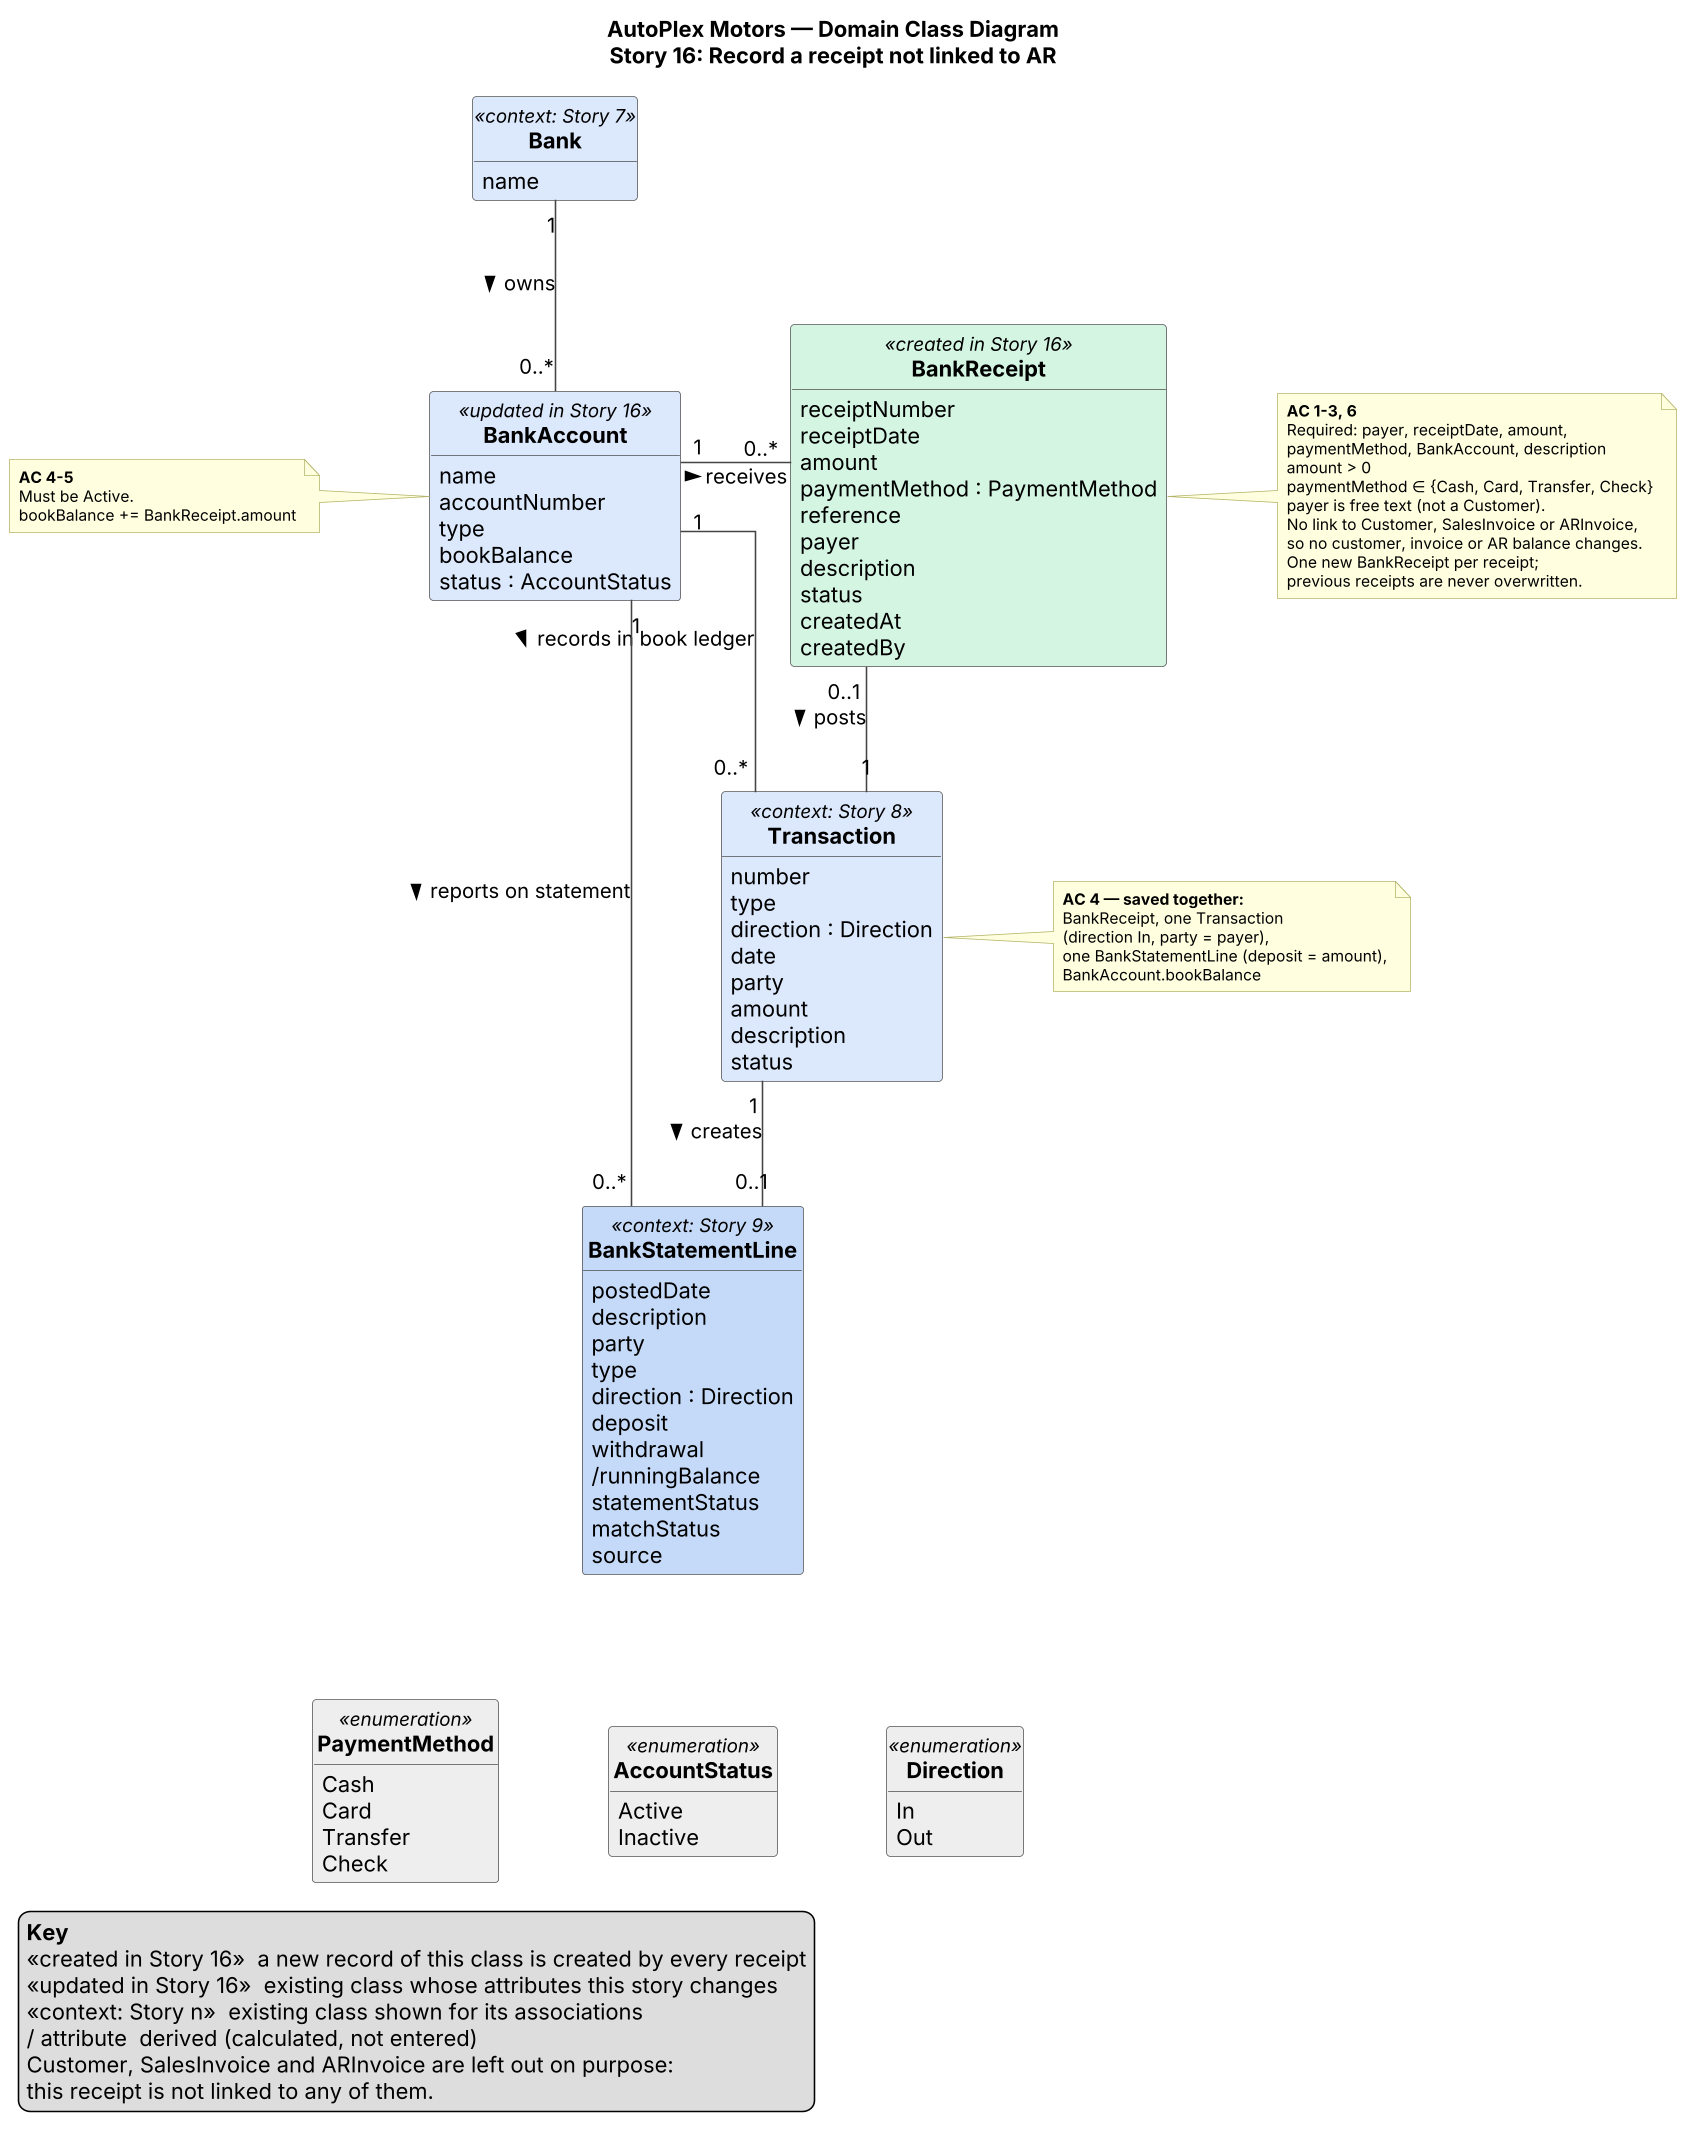 AutoPlex Motors — Domain Class Diagram
Story 16: Record a receipt not linked to AR
«context: Story 7»
Bank
name
1
owns
0..*
«updated in Story 16»
BankAccount
name
accountNumber
type
bookBalance
status : AccountStatus
AC 4-5
Must be Active.
bookBalance += BankReceipt.amount
1
0..*
receives
«created in Story 16»
BankReceipt
receiptNumber
receiptDate
amount
paymentMethod : PaymentMethod
reference
payer
description
status
createdAt
createdBy
AC 1-3, 6
Required: payer, receiptDate, amount,
paymentMethod, BankAccount, description
amount > 0
paymentMethod ∈ {Cash, Card, Transfer, Check}
payer is free text (not a Customer).
No link to Customer, SalesInvoice or ARInvoice,
so no customer, invoice or AR balance changes.
One new BankReceipt per receipt;
previous receipts are never overwritten.
1
records in book ledger
0..*
0..1
posts
1
1
reports on statement
0..*
«context: Story 8»
Transaction
number
type
direction : Direction
date
party
amount
description
status
AC 4 — saved together:
BankReceipt, one Transaction
(direction In, party = payer),
one BankStatementLine (deposit = amount),
BankAccount.bookBalance
1
creates
0..1
«context: Story 9»
BankStatementLine
postedDate
description
party
type
direction : Direction
deposit
withdrawal
/runningBalance
statementStatus
matchStatus
source
«enumeration»
PaymentMethod
Cash
Card
Transfer
Check
«enumeration»
AccountStatus
Active
Inactive
«enumeration»
Direction
In
Out
Key
«created in Story 16»  a new record of this class is created by every receipt
«updated in Story 16»  existing class whose attributes this story changes
«context: Story n»  existing class shown for its associations
/ attribute  derived (calculated, not entered)
Customer, SalesInvoice and ARInvoice are left out on purpose:
this receipt is not linked to any of them.